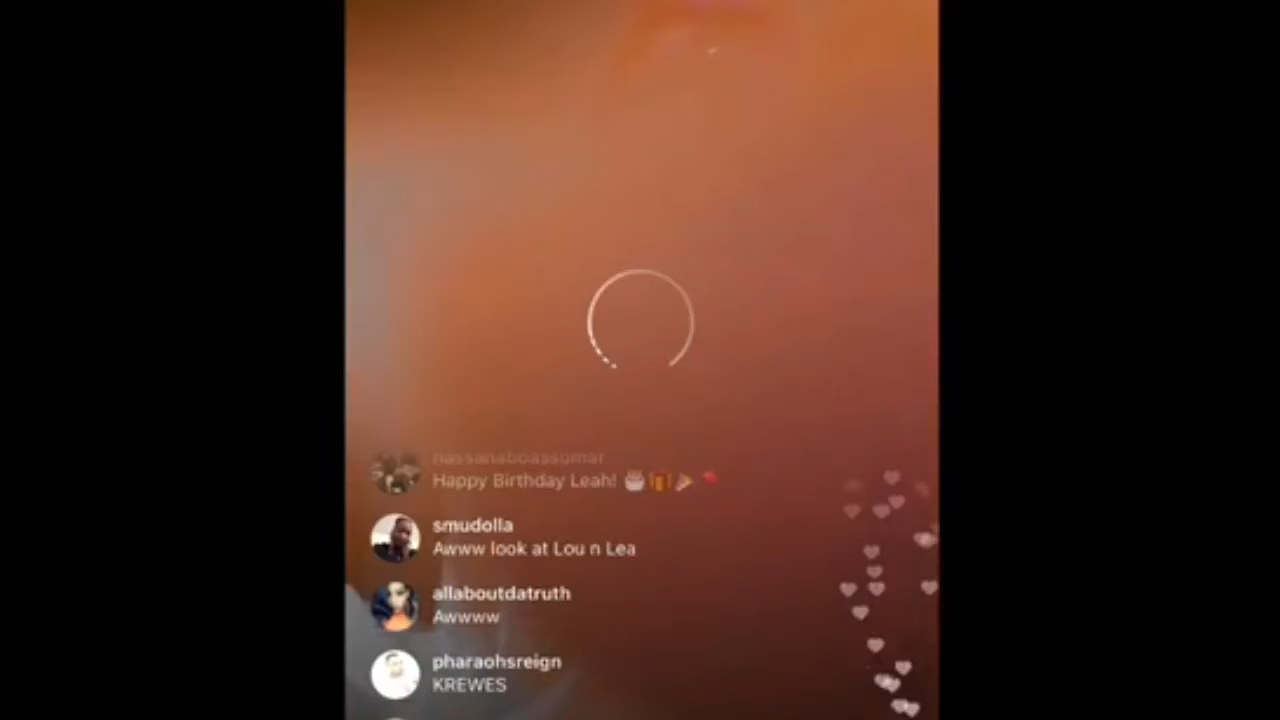 Happy Birthday Leah! 🎂🎁🎉🎈
smudolla
Awww look at Lou n Lea
allaboutdatruth
Awwww
pharaohsreign
KREWES